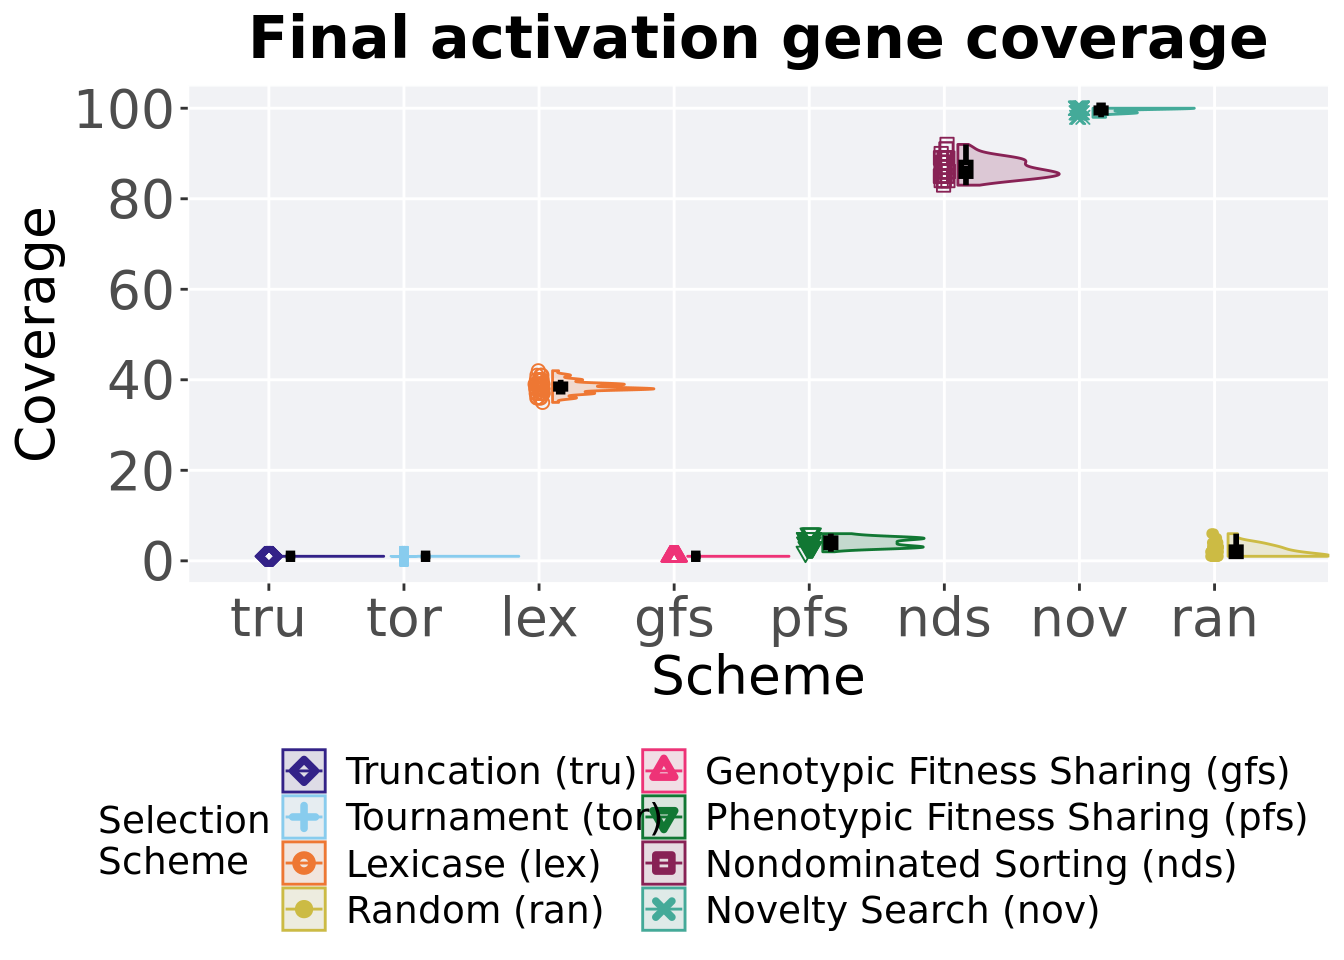 Final activation gene coverage
Coverage
100
80
60
40
20
0
tru tor lex gfs pfs nds nov ran
Scheme
Selection
Scheme
Truncation (tru)
Tournament (tor)
Lexicase (lex)
Random (ran)
Genotypic Fitness Sharing (gfs)
Phenotypic Fitness Sharing (pfs)
Nondominated Sorting (nds)
Novelty Search (nov)